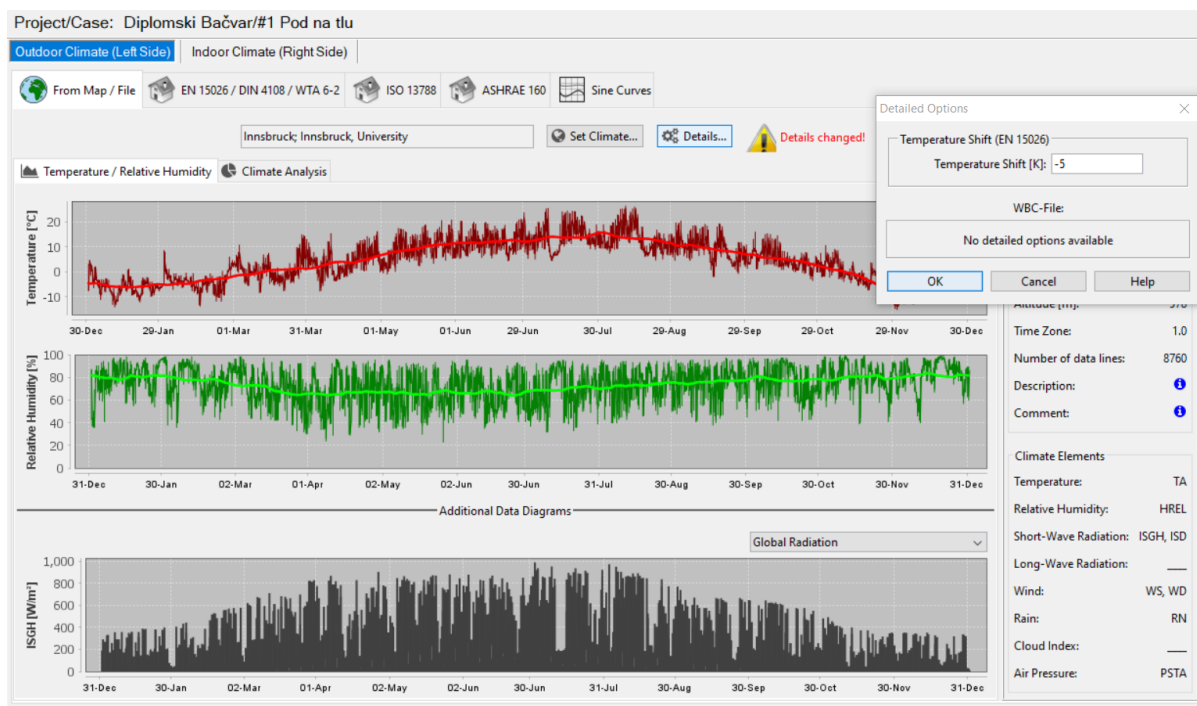 Project/Case: Diplomski Bačvar/#1 Pod na tlu
Outdoor Climate (Left Side) Indoor Climate (Right Side)
From Map / File EN 15026 / DIN 4108 / WTA 6-2 ISO 13788 ASHRAE 160 Sine Curves
Innsbruck; Innsbruck, University Set Climate... Details... Details changed!
Temperature / Relative Humidity Climate Analysis
Detailed Options
Temperature Shift (EN 15026)
Temperature Shift [K]: -5
WBC-File:
No detailed options available
OK Cancel Help
Temperature [°C]
20
10
0
-10
30-Dec 29-Jan 01-Mar 31-Mar 01-May 01-Jun 29-Jun 30-Jul 29-Aug 29-Sep 29-Oct 29-Nov 30-Dec
Relative Humidity [%]
100
80
60
40
20
0
31-Dec 30-Jan 02-Mar 01-Apr 02-May 02-Jun 30-Jun 31-Jul 30-Aug 30-Sep 30-Oct 30-Nov 31-Dec
Additional Data Diagrams
Global Radiation
ISGH [W/m²]
1,000
800
600
400
200
0
31-Dec 30-Jan 02-Mar 01-Apr 02-May 02-Jun 30-Jun 31-Jul 30-Aug 30-Sep 30-Oct 30-Nov 31-Dec
Time Zone: 1.0
Number of data lines: 8760
Description:
Comment:
Climate Elements
Temperature: TA
Relative Humidity: HREL
Short-Wave Radiation: ISGH, ISD
Long-Wave Radiation: ___
Wind: WS, WD
Rain: RN
Cloud Index: ___
Air Pressure: PSTA